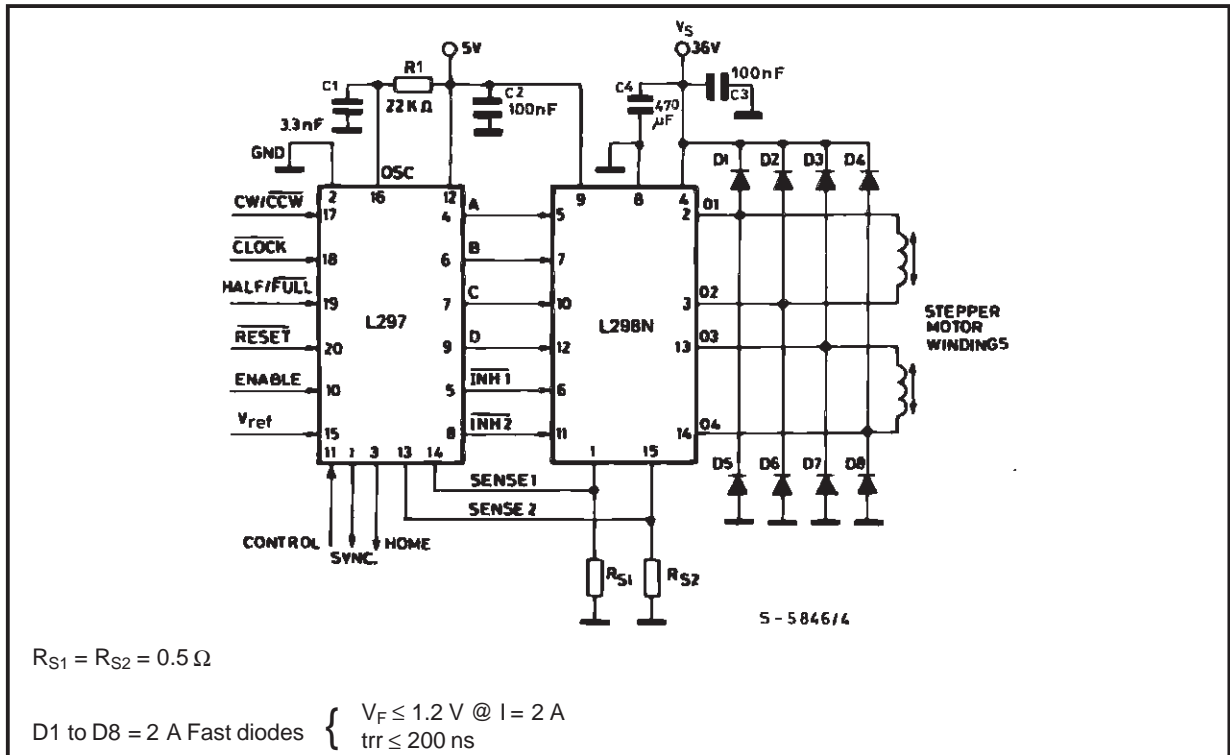 Vs
5V
36V
R1
C1
22KΩ
3.3nF
C2
100nF
C4
470
µF
100nF
C3
GND
OSC
D1 D2 D3 D4
2 16 12
9 8 4
CW/CCW
17
4 A 5
2 O1
CLOCK
18
6 B 7
HALF/FULL
19
7 C 10
3 O2
L297
L298N
STEPPER
MOTOR
WINDINGS
RESET
20
9 D 12
13 O3
ENABLE
10
5 INH1 6
Vref
15
8 INH2 11
14 O4
11 1 3 13 14
1 15
D5 D6 D7 D8
SENSE1
SENSE 2
CONTROL
SYNC.
HOME
RS1
RS2
S-5846/4
RS1 = RS2 = 0.5 Ω
VF ≤ 1.2 V @ I = 2 A
D1 to D8 = 2 A Fast diodes {
trr ≤ 200 ns